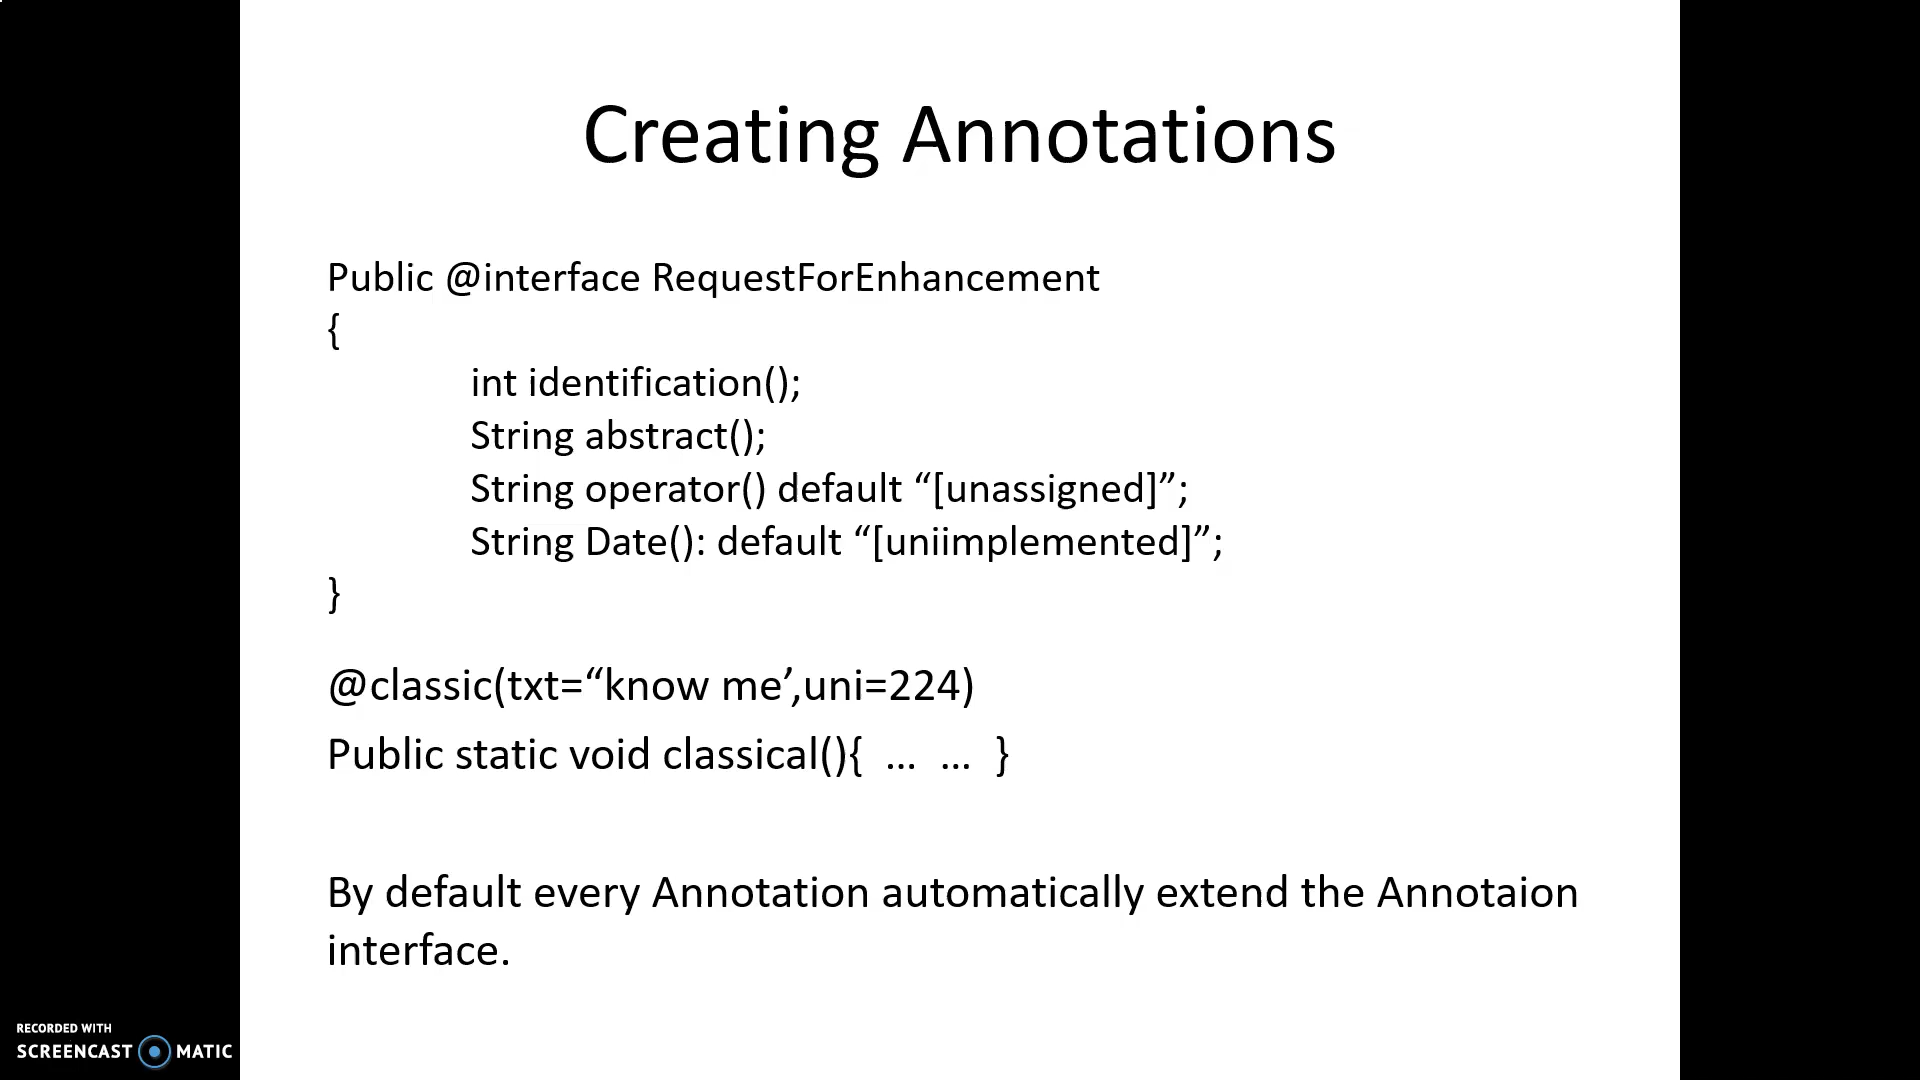 Creating Annotations
Public @interface RequestForEnhancement
{
int identification();
String abstract();
String operator() default “[unassigned]”;
String Date(): default “[uniimplemented]”;
}
@classic(txt=“know me’,uni=224)
Public static void classical(){ … … }
By default every Annotation automatically extend the Annotaion
interface.
RECORDED WITH
SCREENCAST MATIC